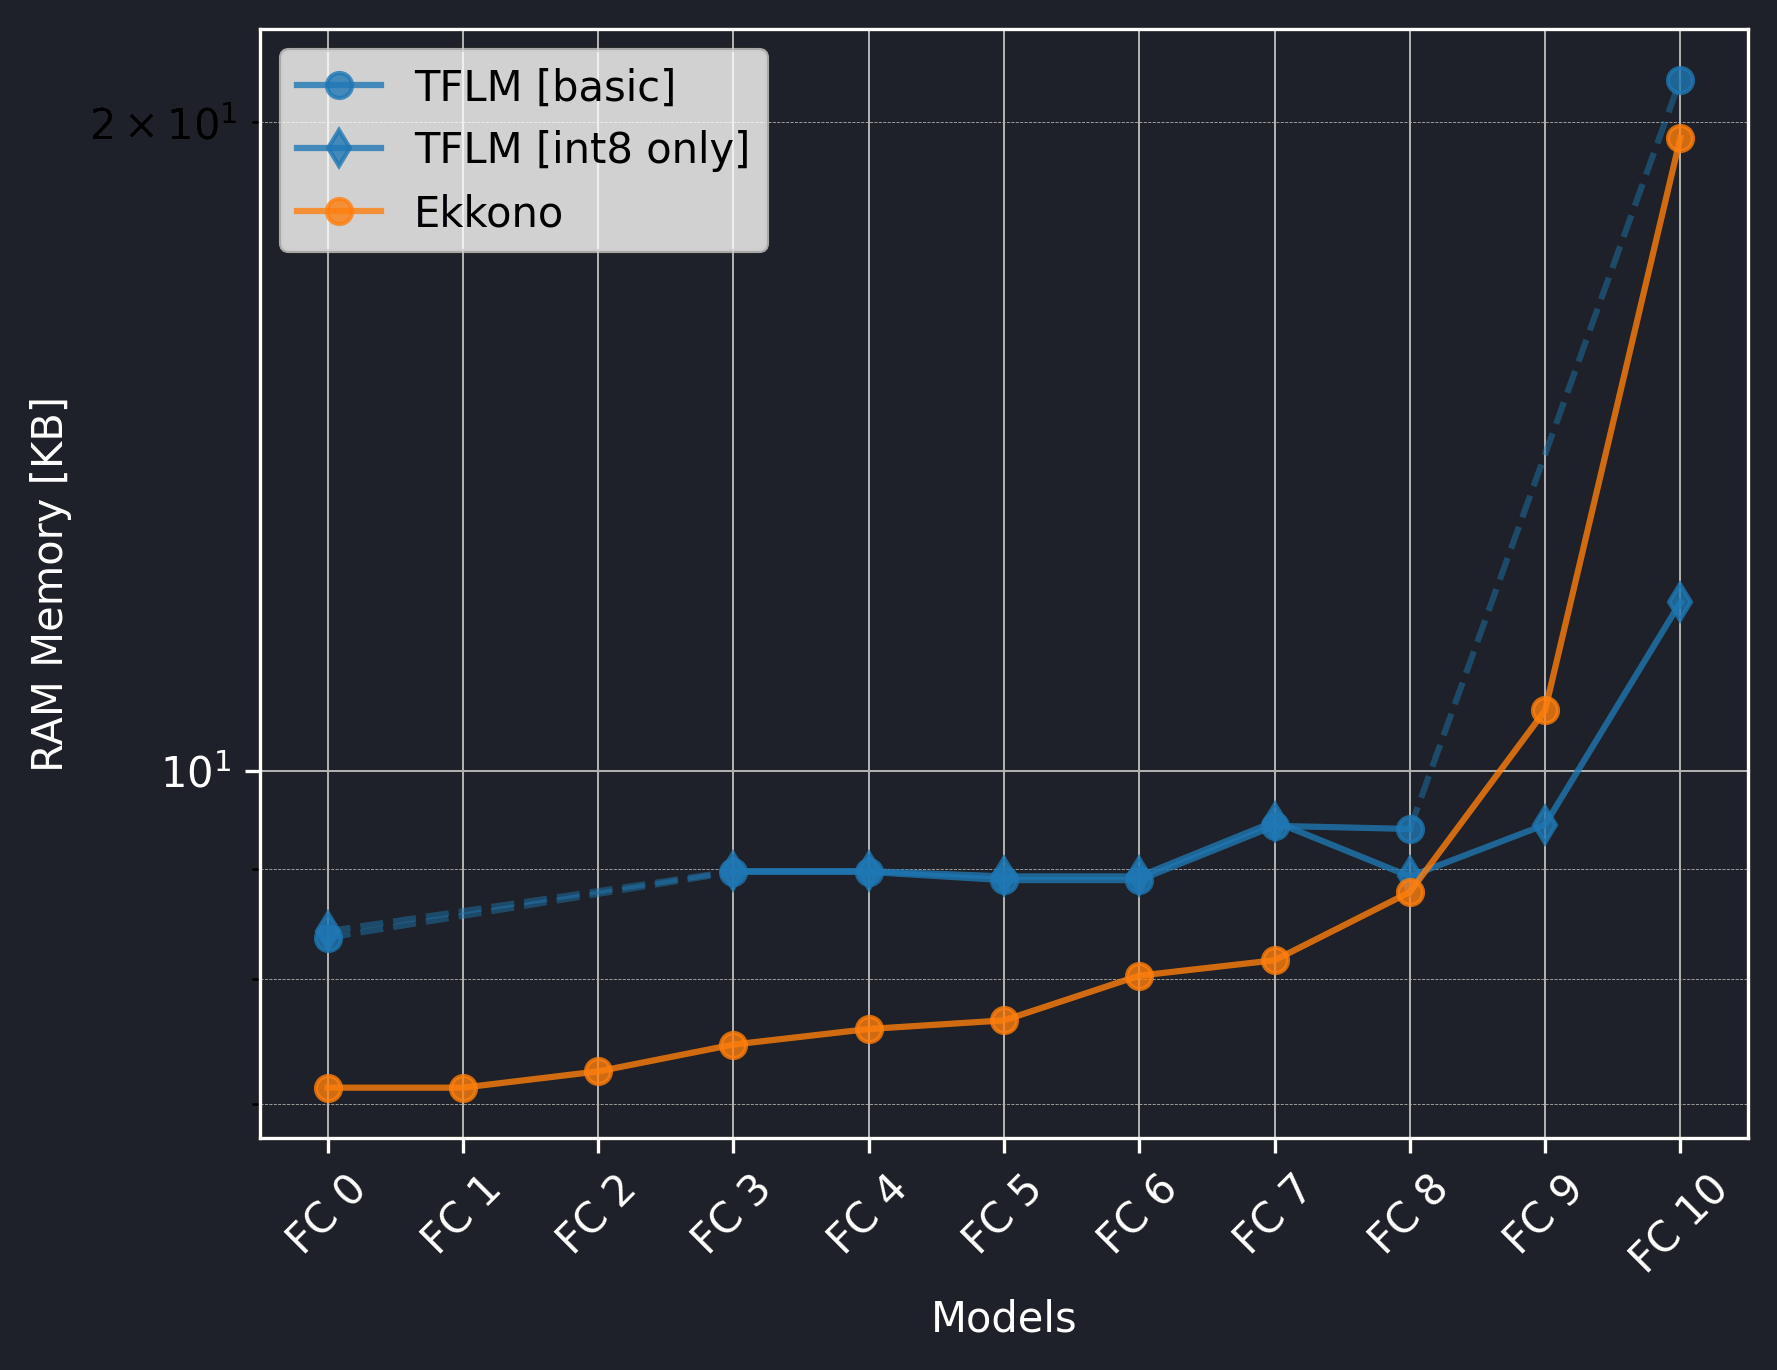 TFLM [basic]
TFLM [int8 only]
Ekkono
2 × 10¹
10¹
RAM Memory [KB]
FC 0
FC 1
FC 2
FC 3
FC 4
FC 5
FC 6
FC 7
FC 8
FC 9
FC 10
Models